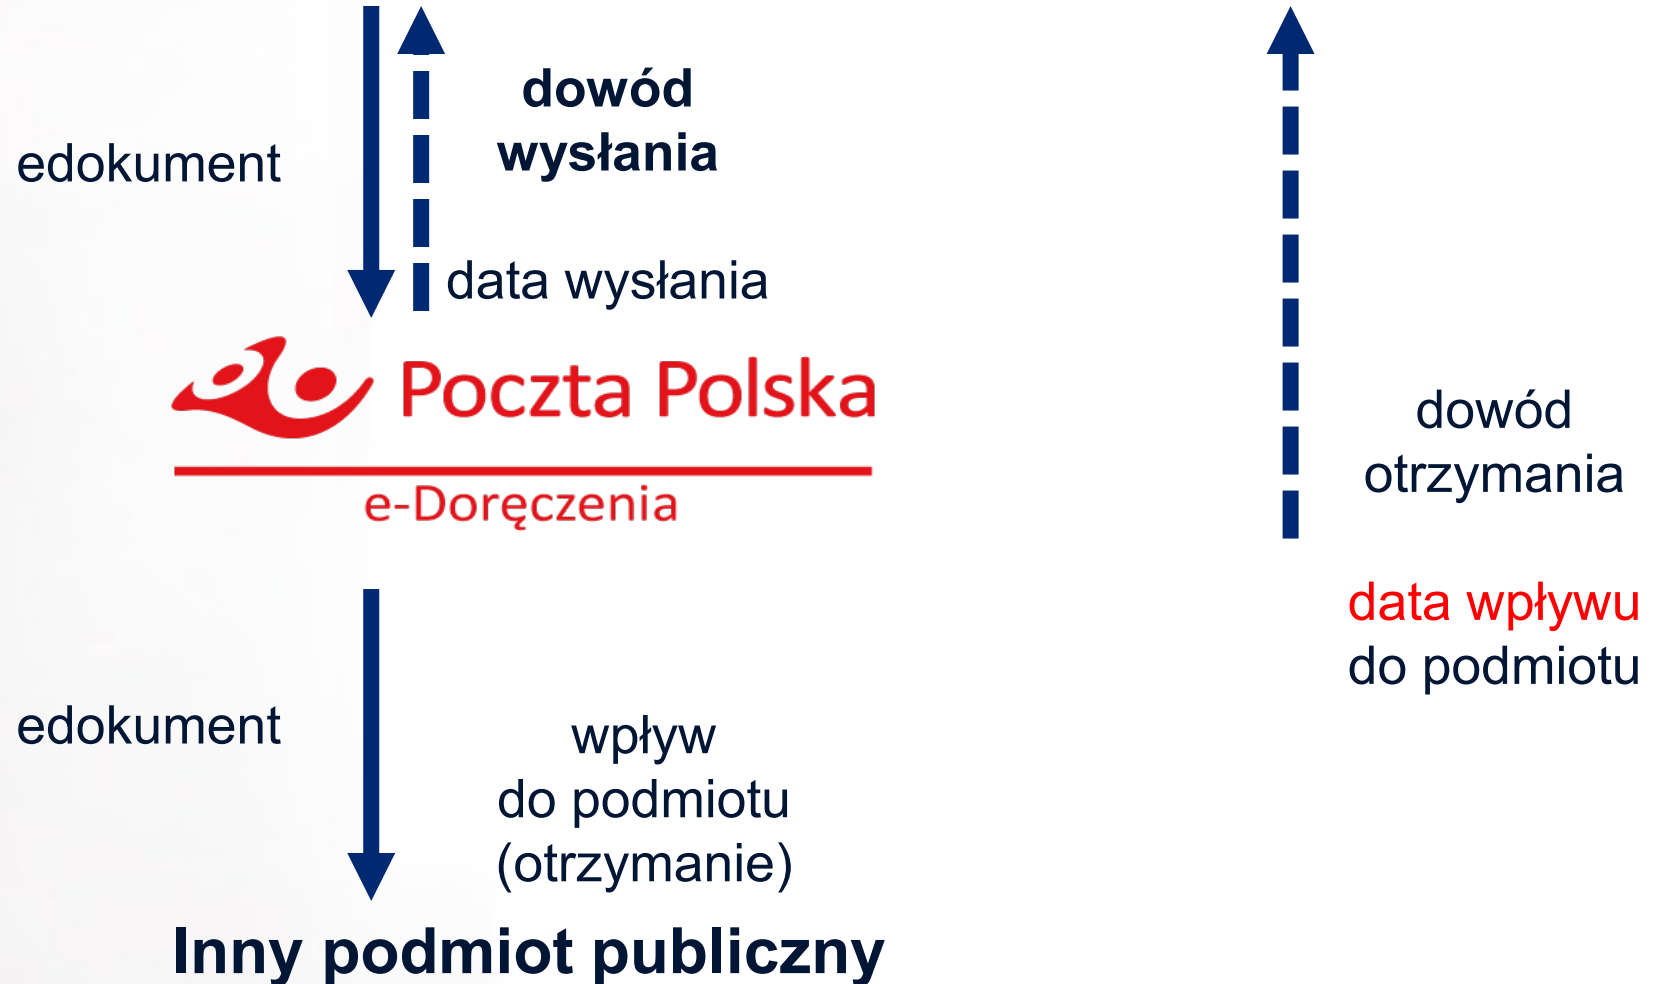 dowód
wysłania
edokument
data wysłania
Poczta Polska
e-Doręczenia
dowód
otrzymania
data wpływu
do podmiotu
edokument
wpływ
do podmiotu
(otrzymanie)
Inny podmiot publiczny